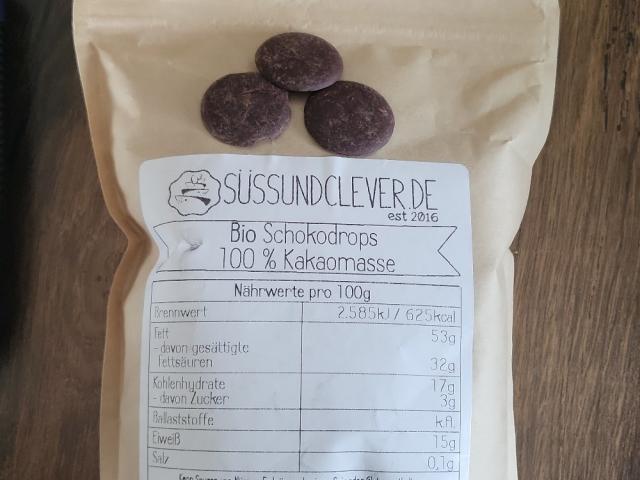 SÜSSUNDCLEVER.DE
est 2016
Bio Schokodrops
100 % Kakaomasse
Nährwerte pro 100g
Brennwert 2.585kJ / 625kcal
Fett 53g
- davon gesättigte
Fettsäuren 32g
Kohlenhydrate 17g
- davon Zucker 3g
Ballaststoffe k.A.
Eiweiß 15g
Salz 0,1g